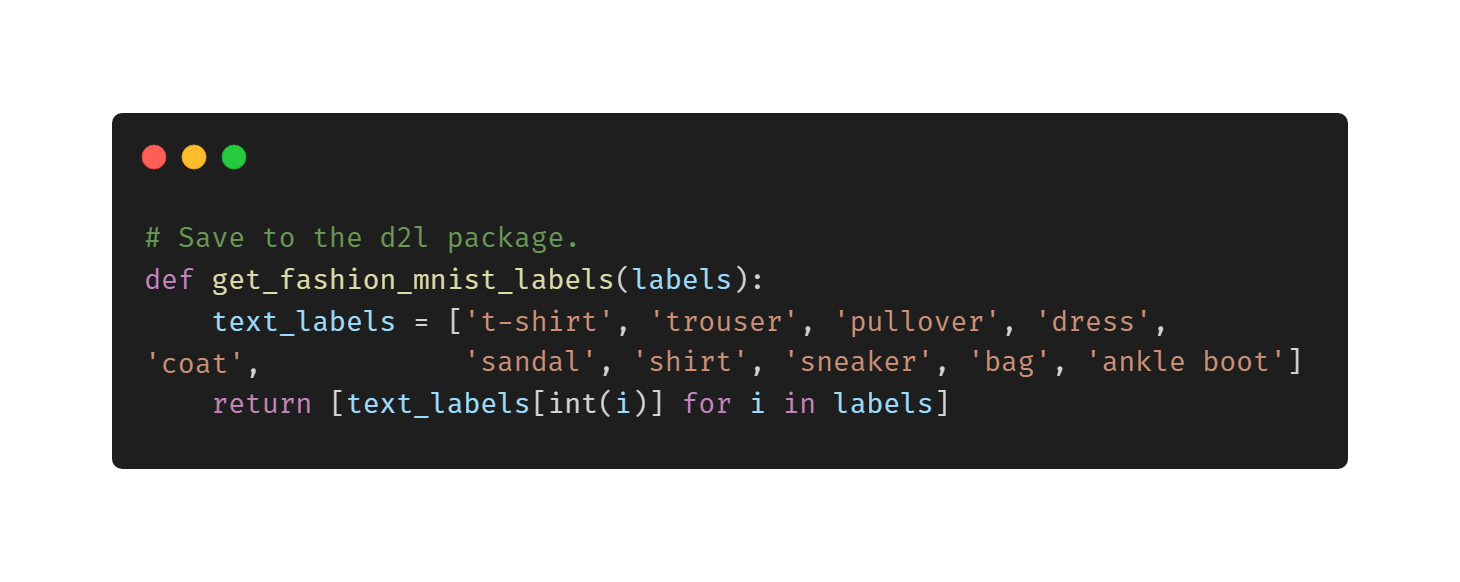 # Save to the d2l package.
def get_fashion_mnist_labels(labels):
    text_labels = ['t-shirt', 'trouser', 'pullover', 'dress',
'coat',            'sandal', 'shirt', 'sneaker', 'bag', 'ankle boot']
    return [text_labels[int(i)] for i in labels]